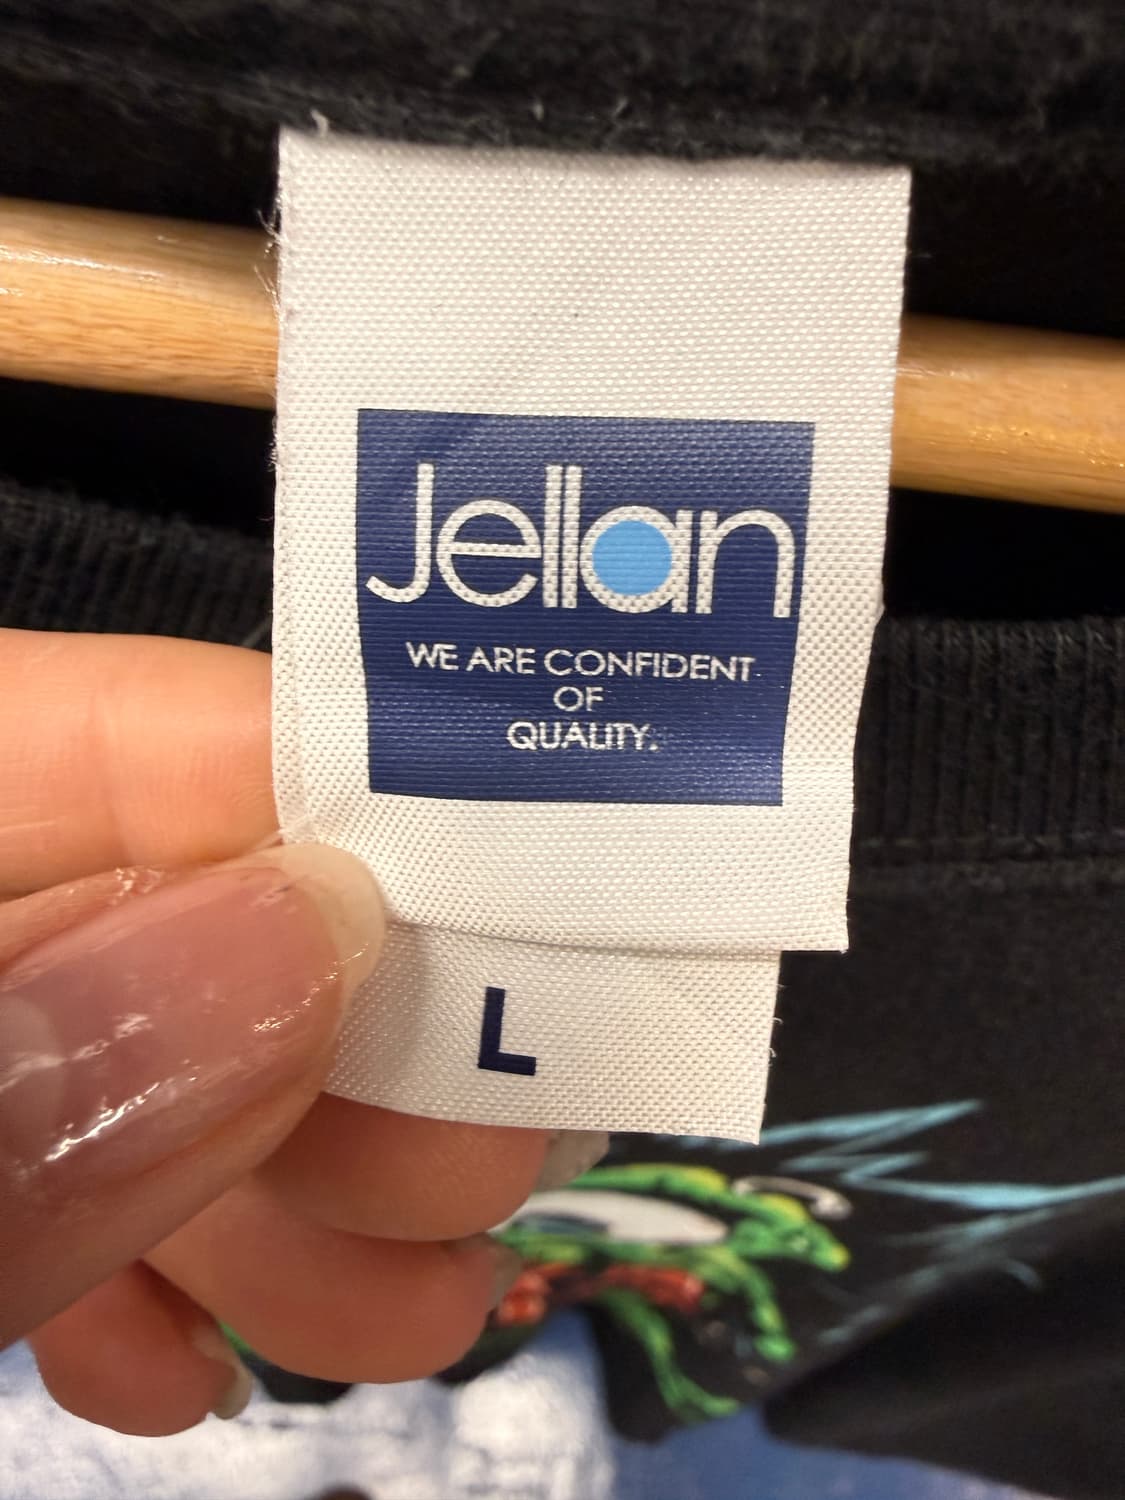 Jellan
WE ARE CONFIDENT
OF
QUALITY.
L